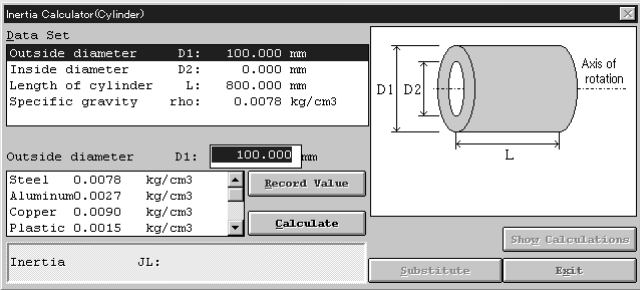 Inertia Calculator(Cylinder)
Data Set
Outside diameter D1: 100.000 mm
Inside diameter D2: 0.000 mm
Length of cylinder L: 800.000 mm
Specific gravity rho: 0.0078 kg/cm3
Outside diameter D1: 100.000 mm
Steel 0.0078 kg/cm3
Aluminum0.0027 kg/cm3
Copper 0.0090 kg/cm3
Plastic 0.0015 kg/cm3
Record Value
Calculate
Inertia JL:
D1 D2
L
Axis of
rotation
Show Calculations
Substitute
Exit